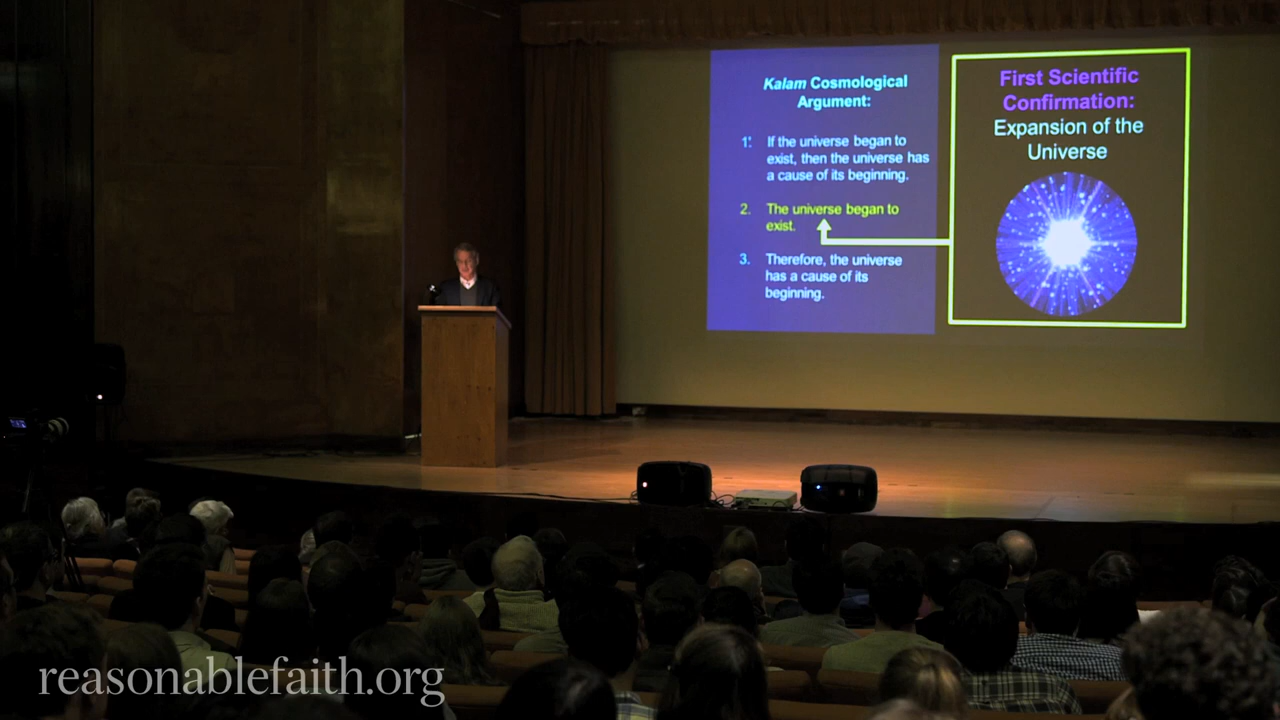 Kalam Cosmological
Argument:
1. If the universe began to
exist, then the universe has
a cause of its beginning.
2. The universe began to
exist.
3. Therefore, the universe
has a cause of its
beginning.
First Scientific
Confirmation:
Expansion of the
Universe
reasonablefaith.org